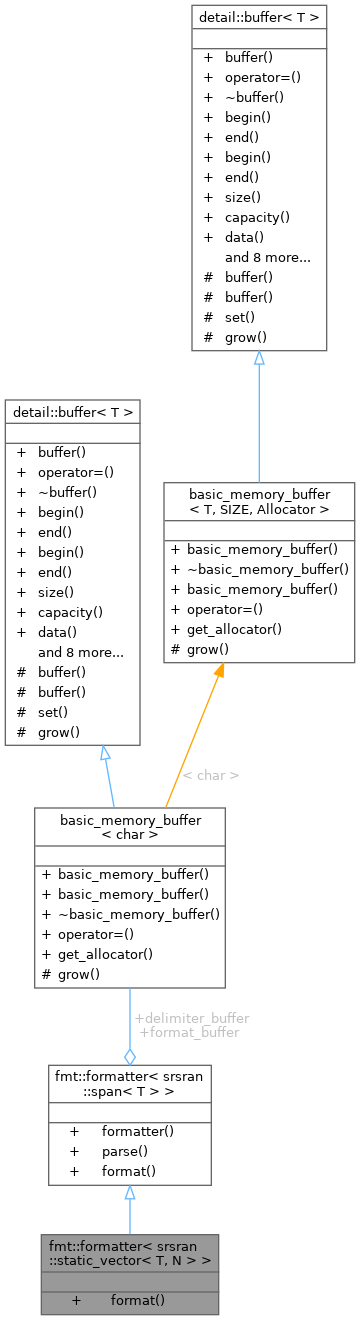 detail::buffer< T >
+ buffer()
+ operator=()
+ ~buffer()
+ begin()
+ end()
+ begin()
+ end()
+ size()
+ capacity()
+ data()
and 8 more...
# buffer()
# buffer()
# set()
# grow()
detail::buffer< T >
+ buffer()
+ operator=()
+ ~buffer()
+ begin()
+ end()
+ begin()
+ end()
+ size()
+ capacity()
+ data()
and 8 more...
# buffer()
# buffer()
# set()
# grow()
basic_memory_buffer
< T, SIZE, Allocator >
+ basic_memory_buffer()
+ ~basic_memory_buffer()
+ basic_memory_buffer()
+ operator=()
+ get_allocator()
# grow()
< char >
basic_memory_buffer
< char >
+ basic_memory_buffer()
+ basic_memory_buffer()
+ ~basic_memory_buffer()
+ operator=()
+ get_allocator()
# grow()
+delimiter_buffer
+format_buffer
fmt::formatter< srsran
::span< T > >
+ formatter()
+ parse()
+ format()
fmt::formatter< srsran
::static_vector< T, N > >
+ format()